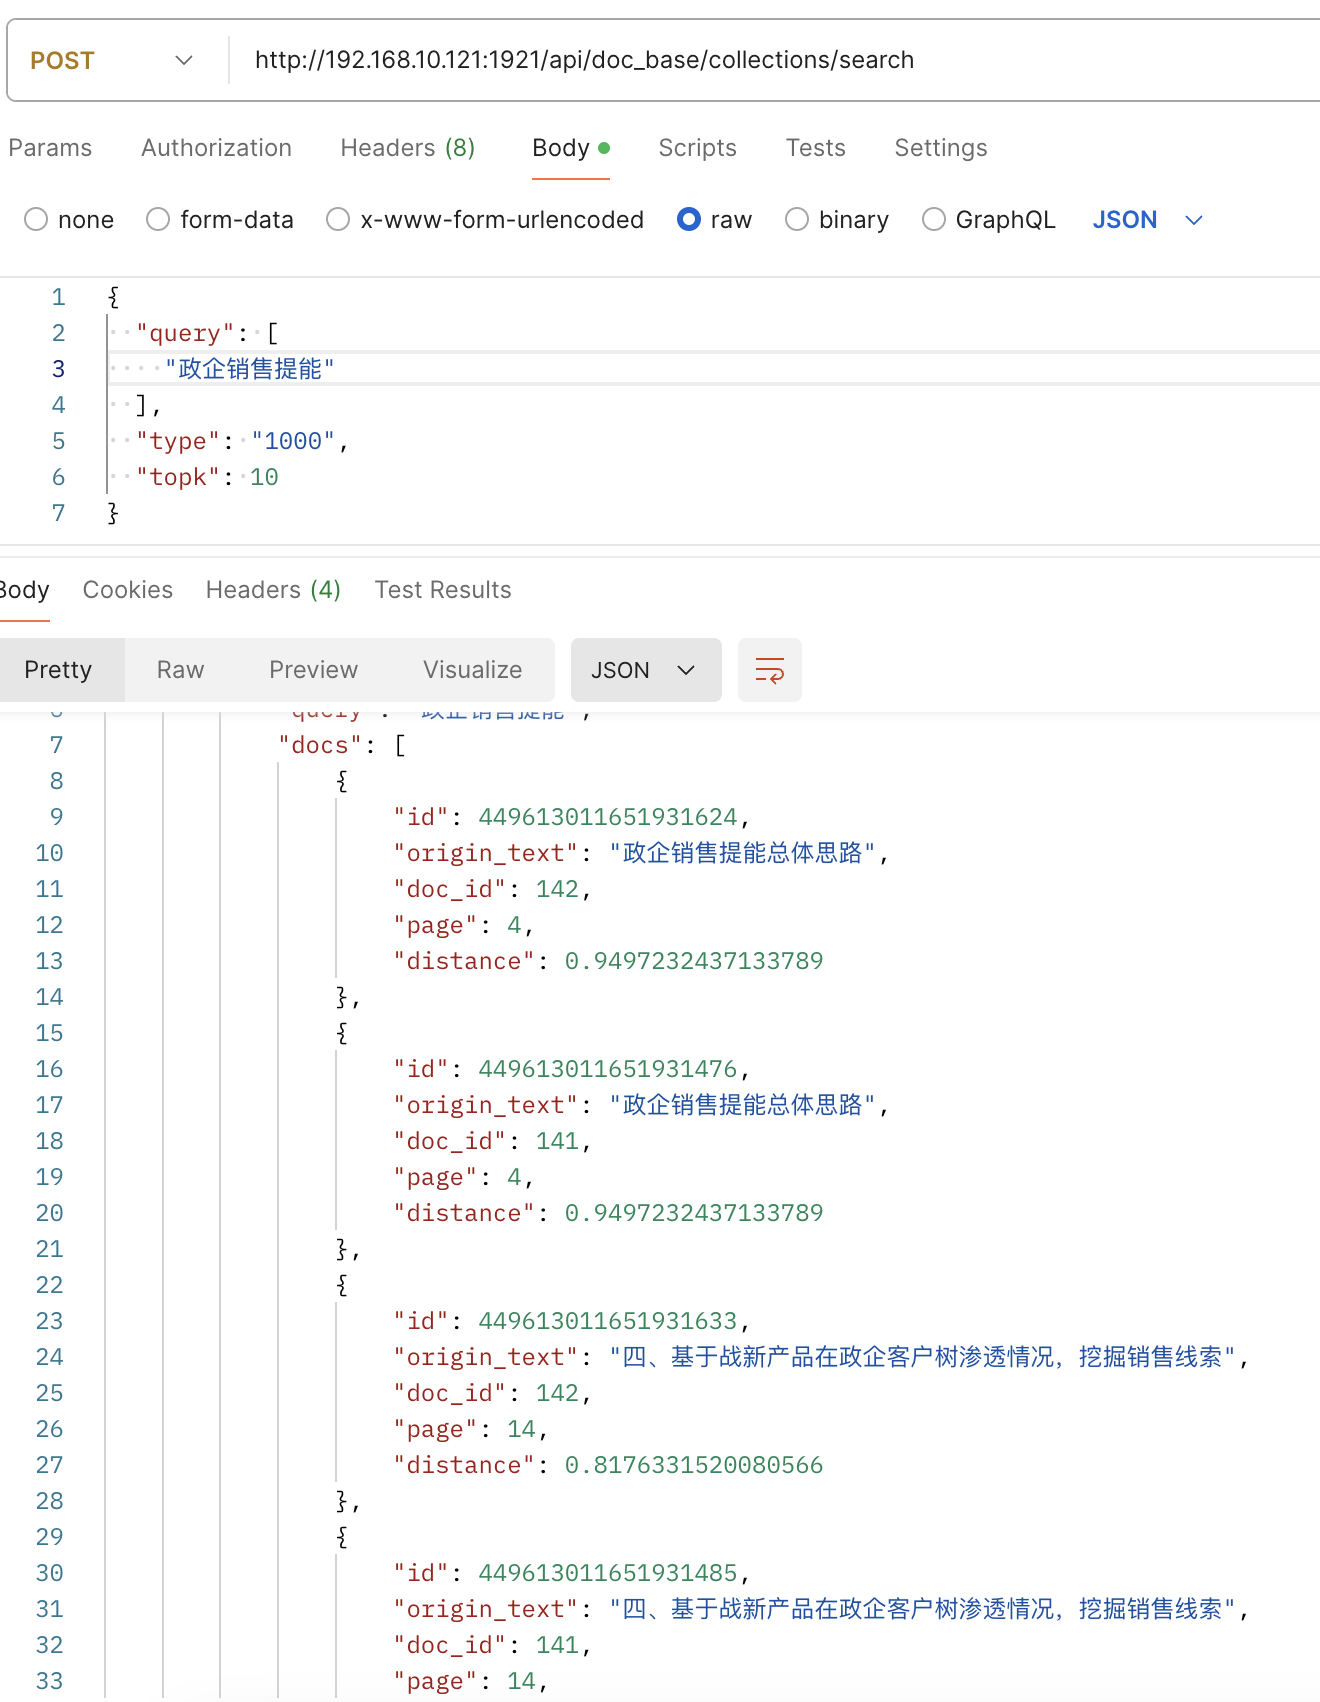 POST http://192.168.10.121:1921/api/doc_base/collections/search
Params Authorization Headers (8) Body Scripts Tests Settings
none form-data x-www-form-urlencoded raw binary GraphQL JSON
1 {
2 "query": [
3 "政企销售提能"
4 ],
5 "type": "1000",
6 "topk": 10
7 }
Body Cookies Headers (4) Test Results
Pretty Raw Preview Visualize JSON
6 "query": "政企销售提能",
7 "docs": [
8 {
9 "id": 449613011651931624,
10 "origin_text": "政企销售提能总体思路",
11 "doc_id": 142,
12 "page": 4,
13 "distance": 0.9497232437133789
14 },
15 {
16 "id": 449613011651931476,
17 "origin_text": "政企销售提能总体思路",
18 "doc_id": 141,
19 "page": 4,
20 "distance": 0.9497232437133789
21 },
22 {
23 "id": 449613011651931633,
24 "origin_text": "四、基于战新产品在政企客户树渗透情况，挖掘销售线索",
25 "doc_id": 142,
26 "page": 14,
27 "distance": 0.8176331520080566
28 },
29 {
30 "id": 449613011651931485,
31 "origin_text": "四、基于战新产品在政企客户树渗透情况，挖掘销售线索",
32 "doc_id": 141,
33 "page": 14,